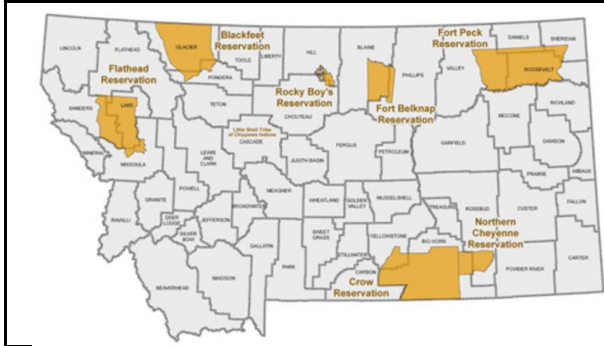 Blackfeet
Reservation
Fort Peck
Reservation
DANIELS
SHERIDAN
LINCOLN
FLATHEAD
GLACIER
TOOLE
LIBERTY
HILL
BLAINE
PHILLIPS
VALLEY
ROOSEVELT
Flathead
Reservation
PONDERA
Rocky Boy's
Reservation
Fort Belknap
Reservation
RICHLAND
SANDERS
LAKE
TETON
CHOUTEAU
MCCONE
Little Shell Tribe
of Chippewa Indians
CASCADE
FERGUS
PETROLEUM
GARFIELD
DAWSON
MINERAL
MISSOULA
LEWIS
AND
CLARK
JUDITH BASIN
PRAIRIE
WIBAUX
POWELL
MEAGHER
WHEATLAND
GOLDEN
VALLEY
MUSSELSHELL
ROSEBUD
CUSTER
FALLON
RAVALLI
GRANITE
DEER
LODGE
SILVER
BOW
JEFFERSON
BROADWATER
SWEET
GRASS
TREASURE
Northern
Cheyenne
Reservation
GALLATIN
PARK
STILLWATER
YELLOWSTONE
BIG HORN
CARBON
POWDER RIVER
CARTER
BEAVERHEAD
MADISON
Crow
Reservation